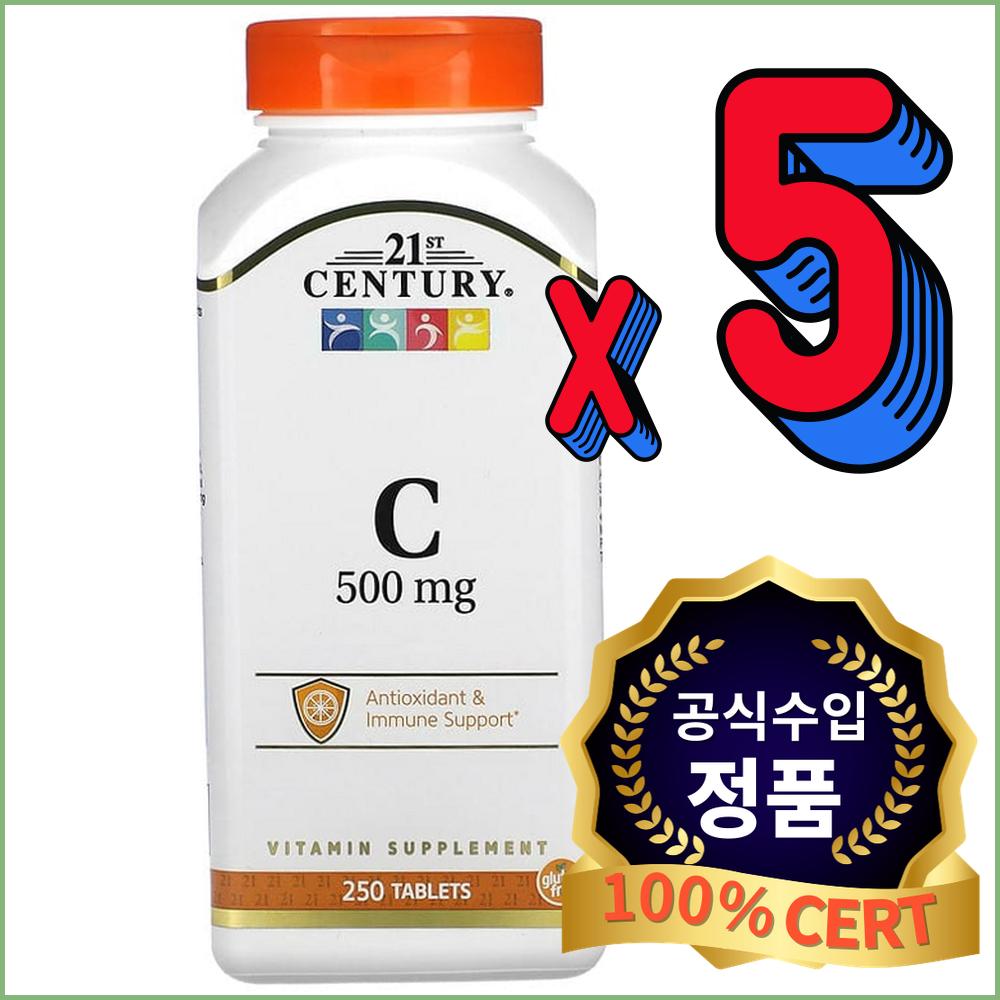 21ST
CENTURY®
x 5
C
500 mg
Antioxidant &
Immune Support*
VITAMIN SUPPLEMENT
250 TABLETS
공식수입
정품
100% CERT